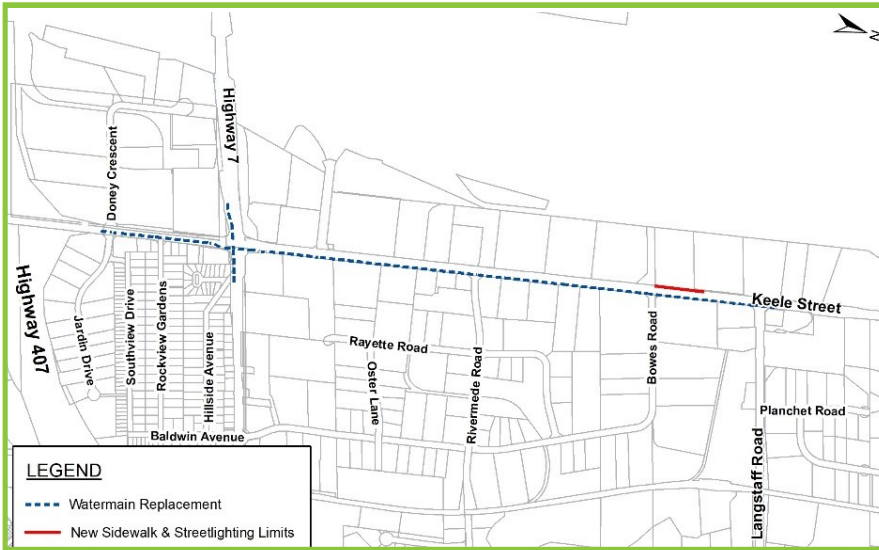 N
Highway 7
Doney Crescent
Highway 407
Jardin Drive
Southview Drive
Rockview Gardens
Hillside Avenue
Baldwin Avenue
Rayette Road
Oster Lane
Rivermede Road
Bowes Road
Keele Street
Planchet Road
Langstaff Road
LEGEND
Watermain Replacement
New Sidewalk & Streetlighting Limits